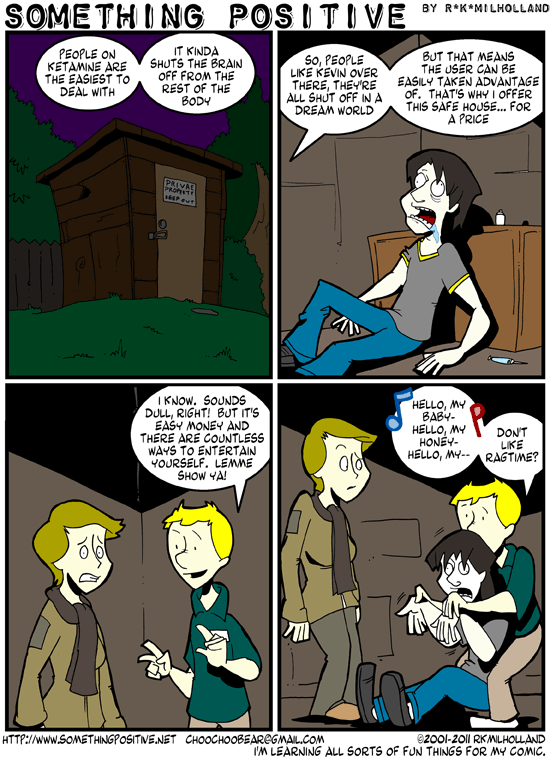 SOMETHING POSITIVE BY R*K*MILHOLLAND
PEOPLE ON
KETAMINE ARE
THE EASIEST TO
DEAL WITH
IT KINDA
SHUTS THE BRAIN
OFF FROM THE
REST OF THE
BODY
PRIVAE
PROPERTY
KEEP OUT
SO, PEOPLE
LIKE KEVIN OVER
THERE, THEY'RE
ALL SHUT OFF IN A
DREAM WORLD
BUT THAT MEANS
THE USER CAN BE
EASILY TAKEN ADVANTAGE
OF. THAT'S WHY I OFFER
THIS SAFE HOUSE... FOR
A PRICE
I KNOW. SOUNDS
DULL, RIGHT! BUT IT'S
EASY MONEY AND
THERE ARE COUNTLESS
WAYS TO ENTERTAIN
YOURSELF. LEMME
SHOW YA!
HELLO, MY
BABY-
HELLO, MY
HONEY-
HELLO, MY--
DON'T
LIKE
RAGTIME?
HTTP://WWW.SOMETHINGPOSITIVE.NET CHOOCHOOBEAR@GMAIL.COM ©2001-2011 RKMILHOLLAND
I'M LEARNING ALL SORTS OF FUN THINGS FOR MY COMIC.